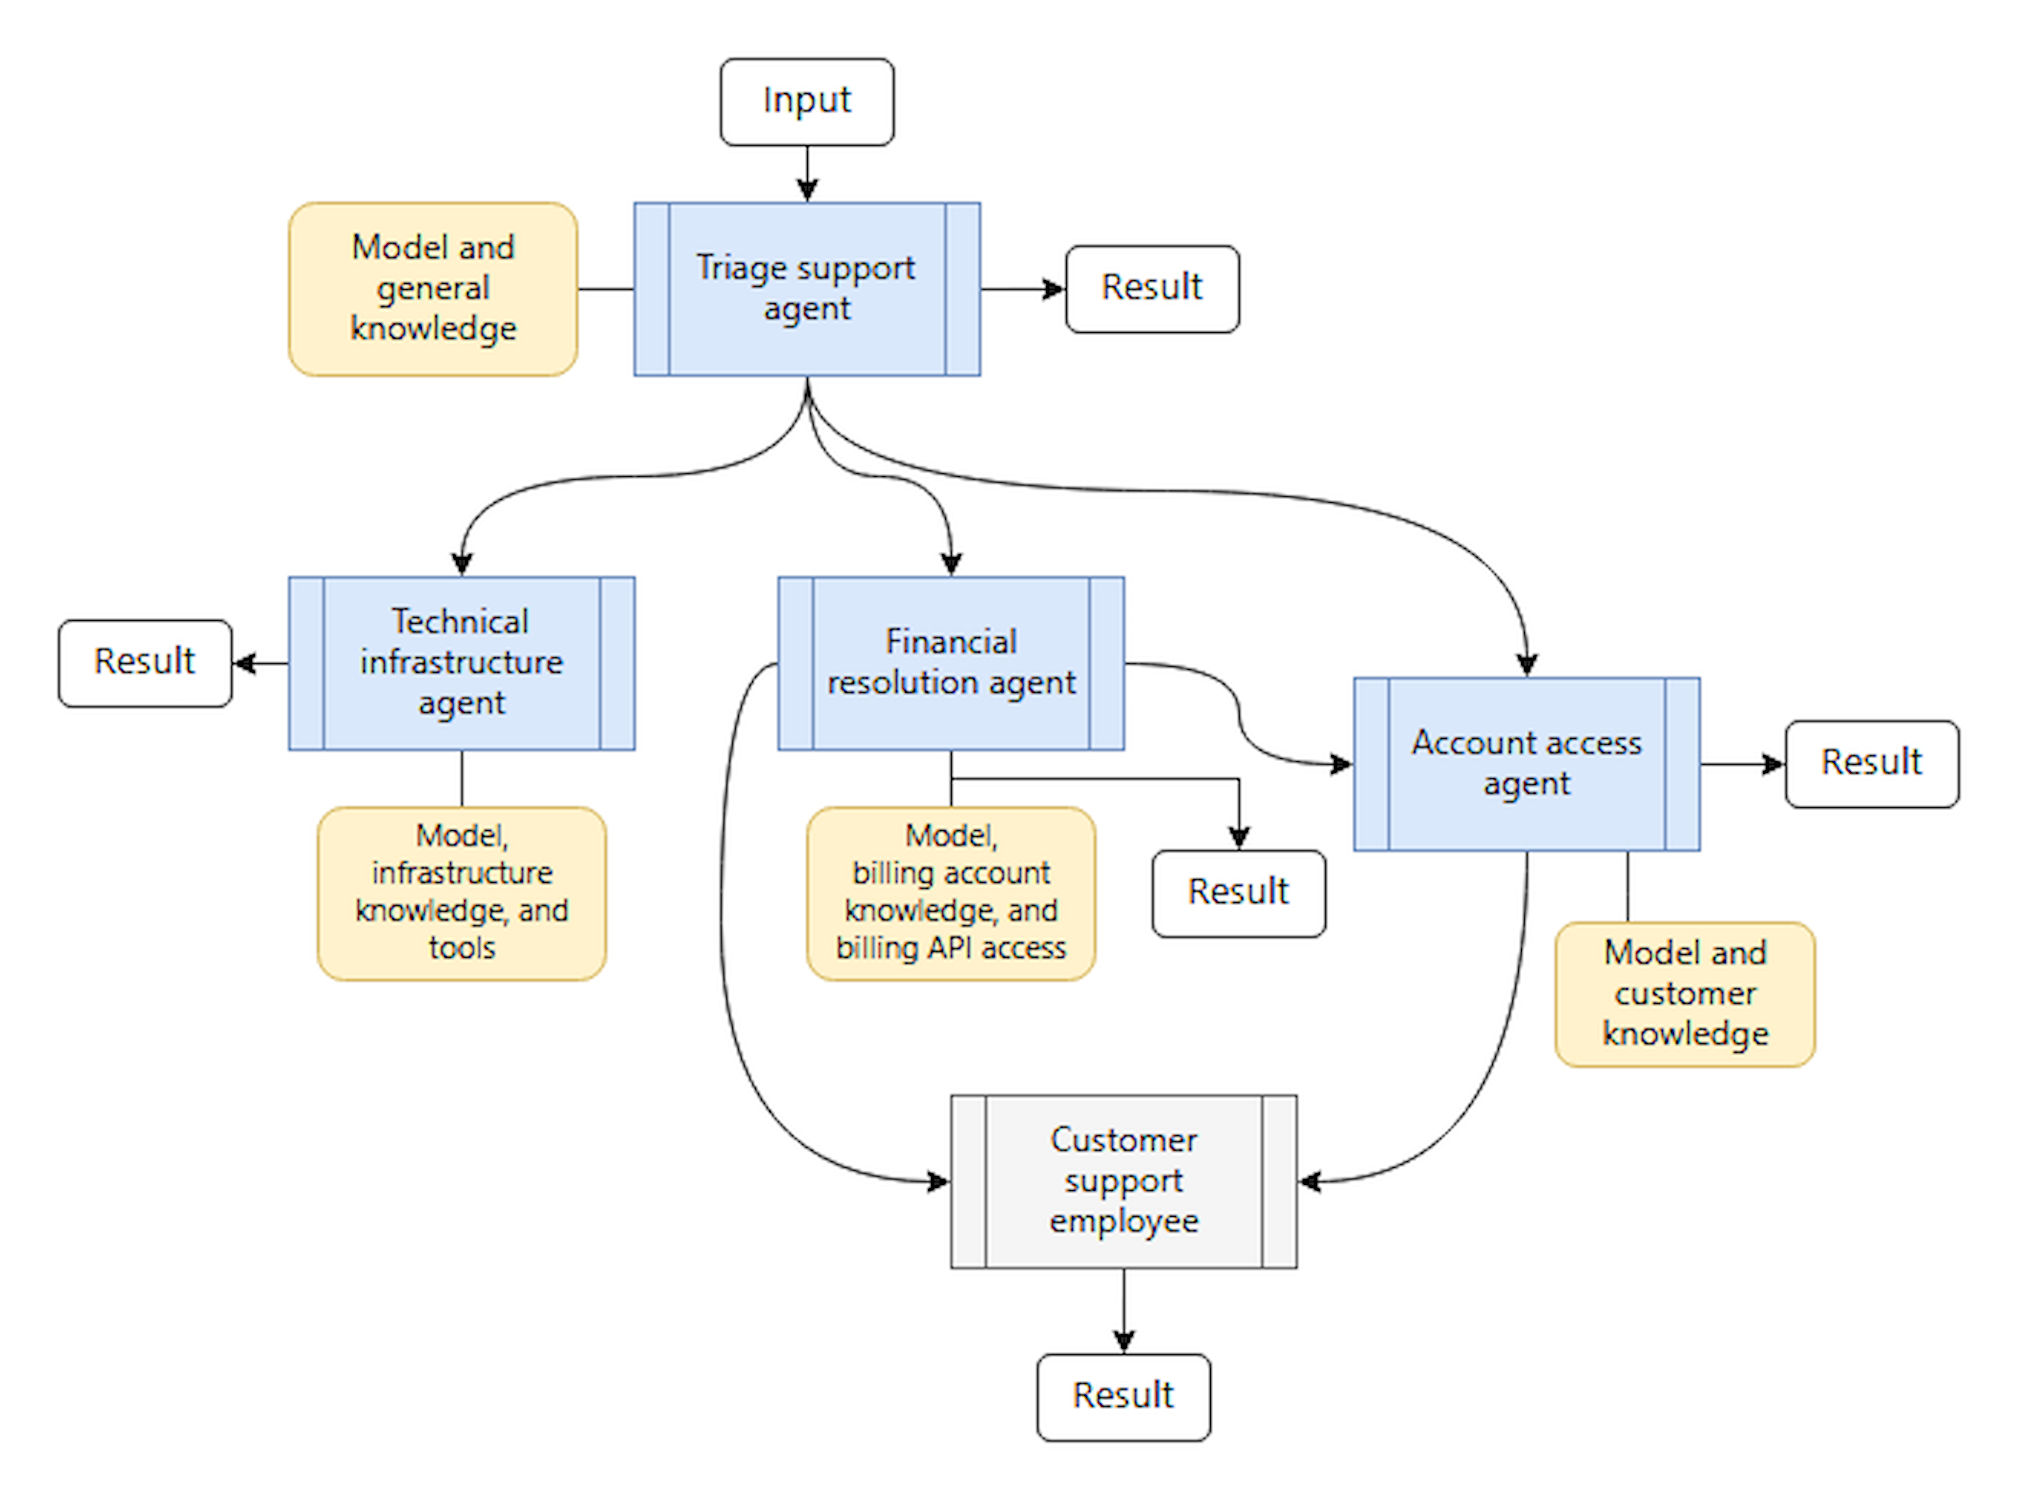 Input
Model and
general
knowledge
Triage support
agent
Result
Result
Technical
infrastructure
agent
Financial
resolution agent
Account access
agent
Result
Model,
infrastructure
knowledge, and
tools
Model,
billing account
knowledge, and
billing API access
Result
Model and
customer
knowledge
Customer
support
employee
Result